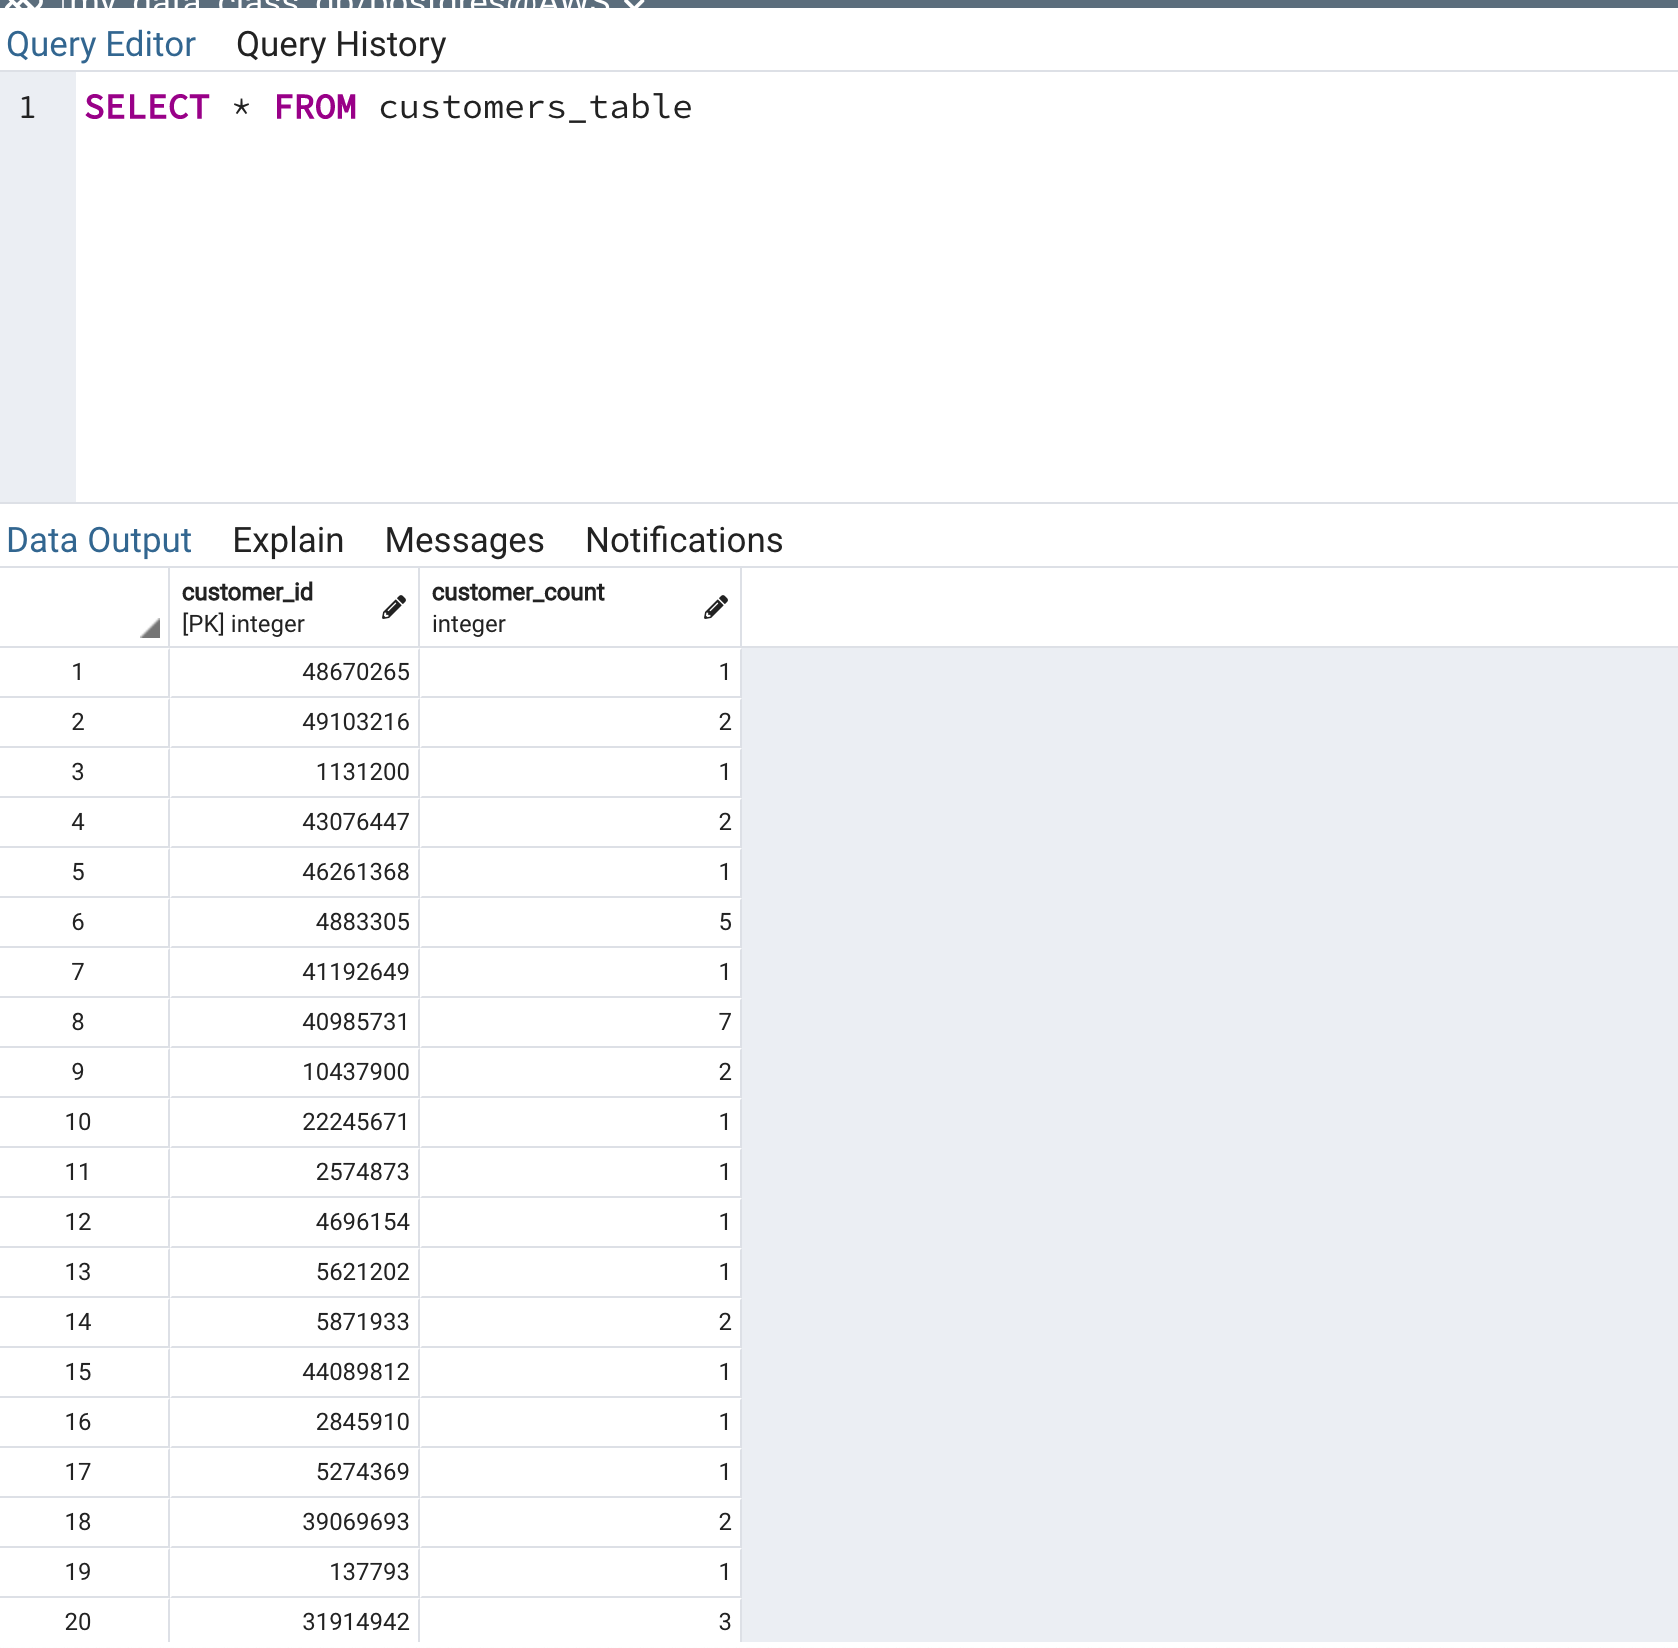 my_data_class_db/postgres@AWS
Query Editor Query History
1 SELECT * FROM customers_table
Data Output Explain Messages Notifications
customer_id customer_count
[PK] integer integer
1 48670265 1
2 49103216 2
3 1131200 1
4 43076447 2
5 46261368 1
6 4883305 5
7 41192649 1
8 40985731 7
9 10437900 2
10 22245671 1
11 2574873 1
12 4696154 1
13 5621202 1
14 5871933 2
15 44089812 1
16 2845910 1
17 5274369 1
18 39069693 2
19 137793 1
20 31914942 3